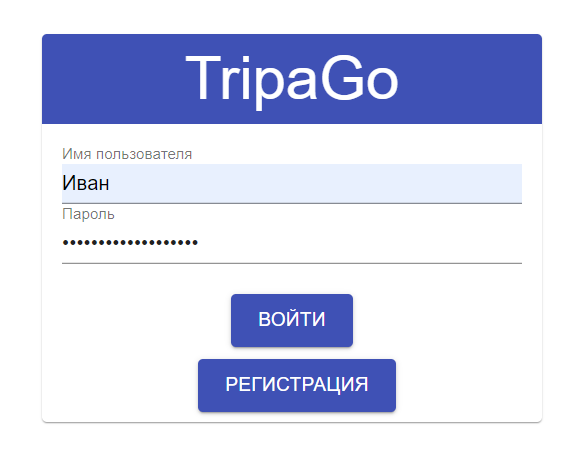 TripaGo
Имя пользователя
Иван
Пароль
•••••••••••••••••••
ВОЙТИ
РЕГИСТРАЦИЯ